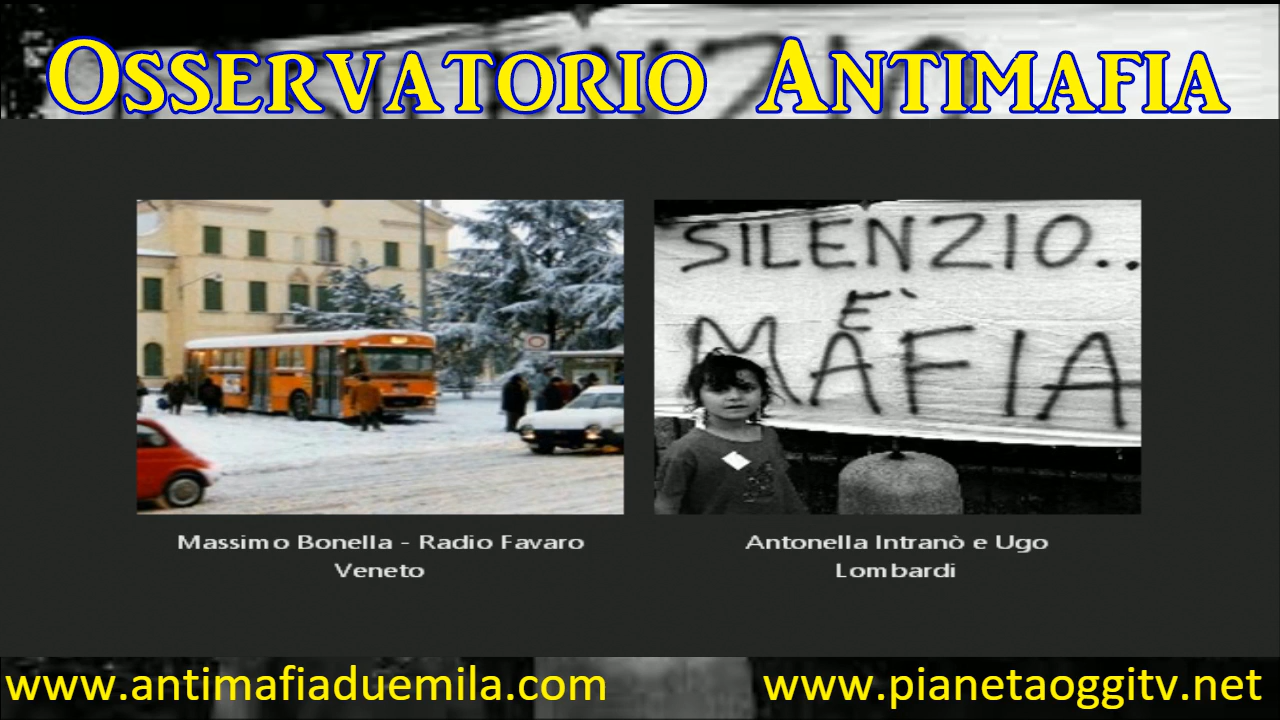 OSSERVATORIO ANTIMAFIA
SILENZIO..
E'
MAFIA
Massimo Bonella - Radio Favaro
Veneto
Antonella Intranò e Ugo
Lombardi
www.antimafiaduemila.com
www.pianetaoggitv.net